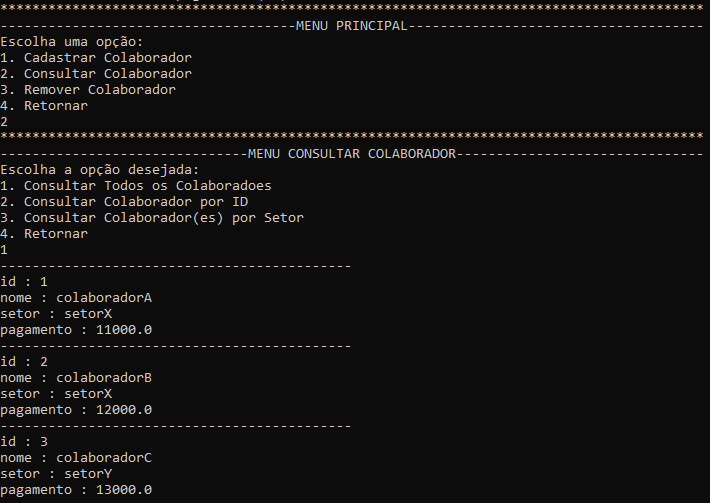 ****************************************************************************************
-------------------------------------MENU PRINCIPAL-------------------------------------
Escolha uma opção:
1. Cadastrar Colaborador
2. Consultar Colaborador
3. Remover Colaborador
4. Retornar
2
****************************************************************************************
-------------------------------MENU CONSULTAR COLABORADOR-------------------------------
Escolha a opção desejada:
1. Consultar Todos os Colaboradoes
2. Consultar Colaborador por ID
3. Consultar Colaborador(es) por Setor
4. Retornar
1
--------------------------------------------
id : 1
nome : colaboradorA
setor : setorX
pagamento : 11000.0
--------------------------------------------
id : 2
nome : colaboradorB
setor : setorX
pagamento : 12000.0
--------------------------------------------
id : 3
nome : colaboradorC
setor : setorY
pagamento : 13000.0